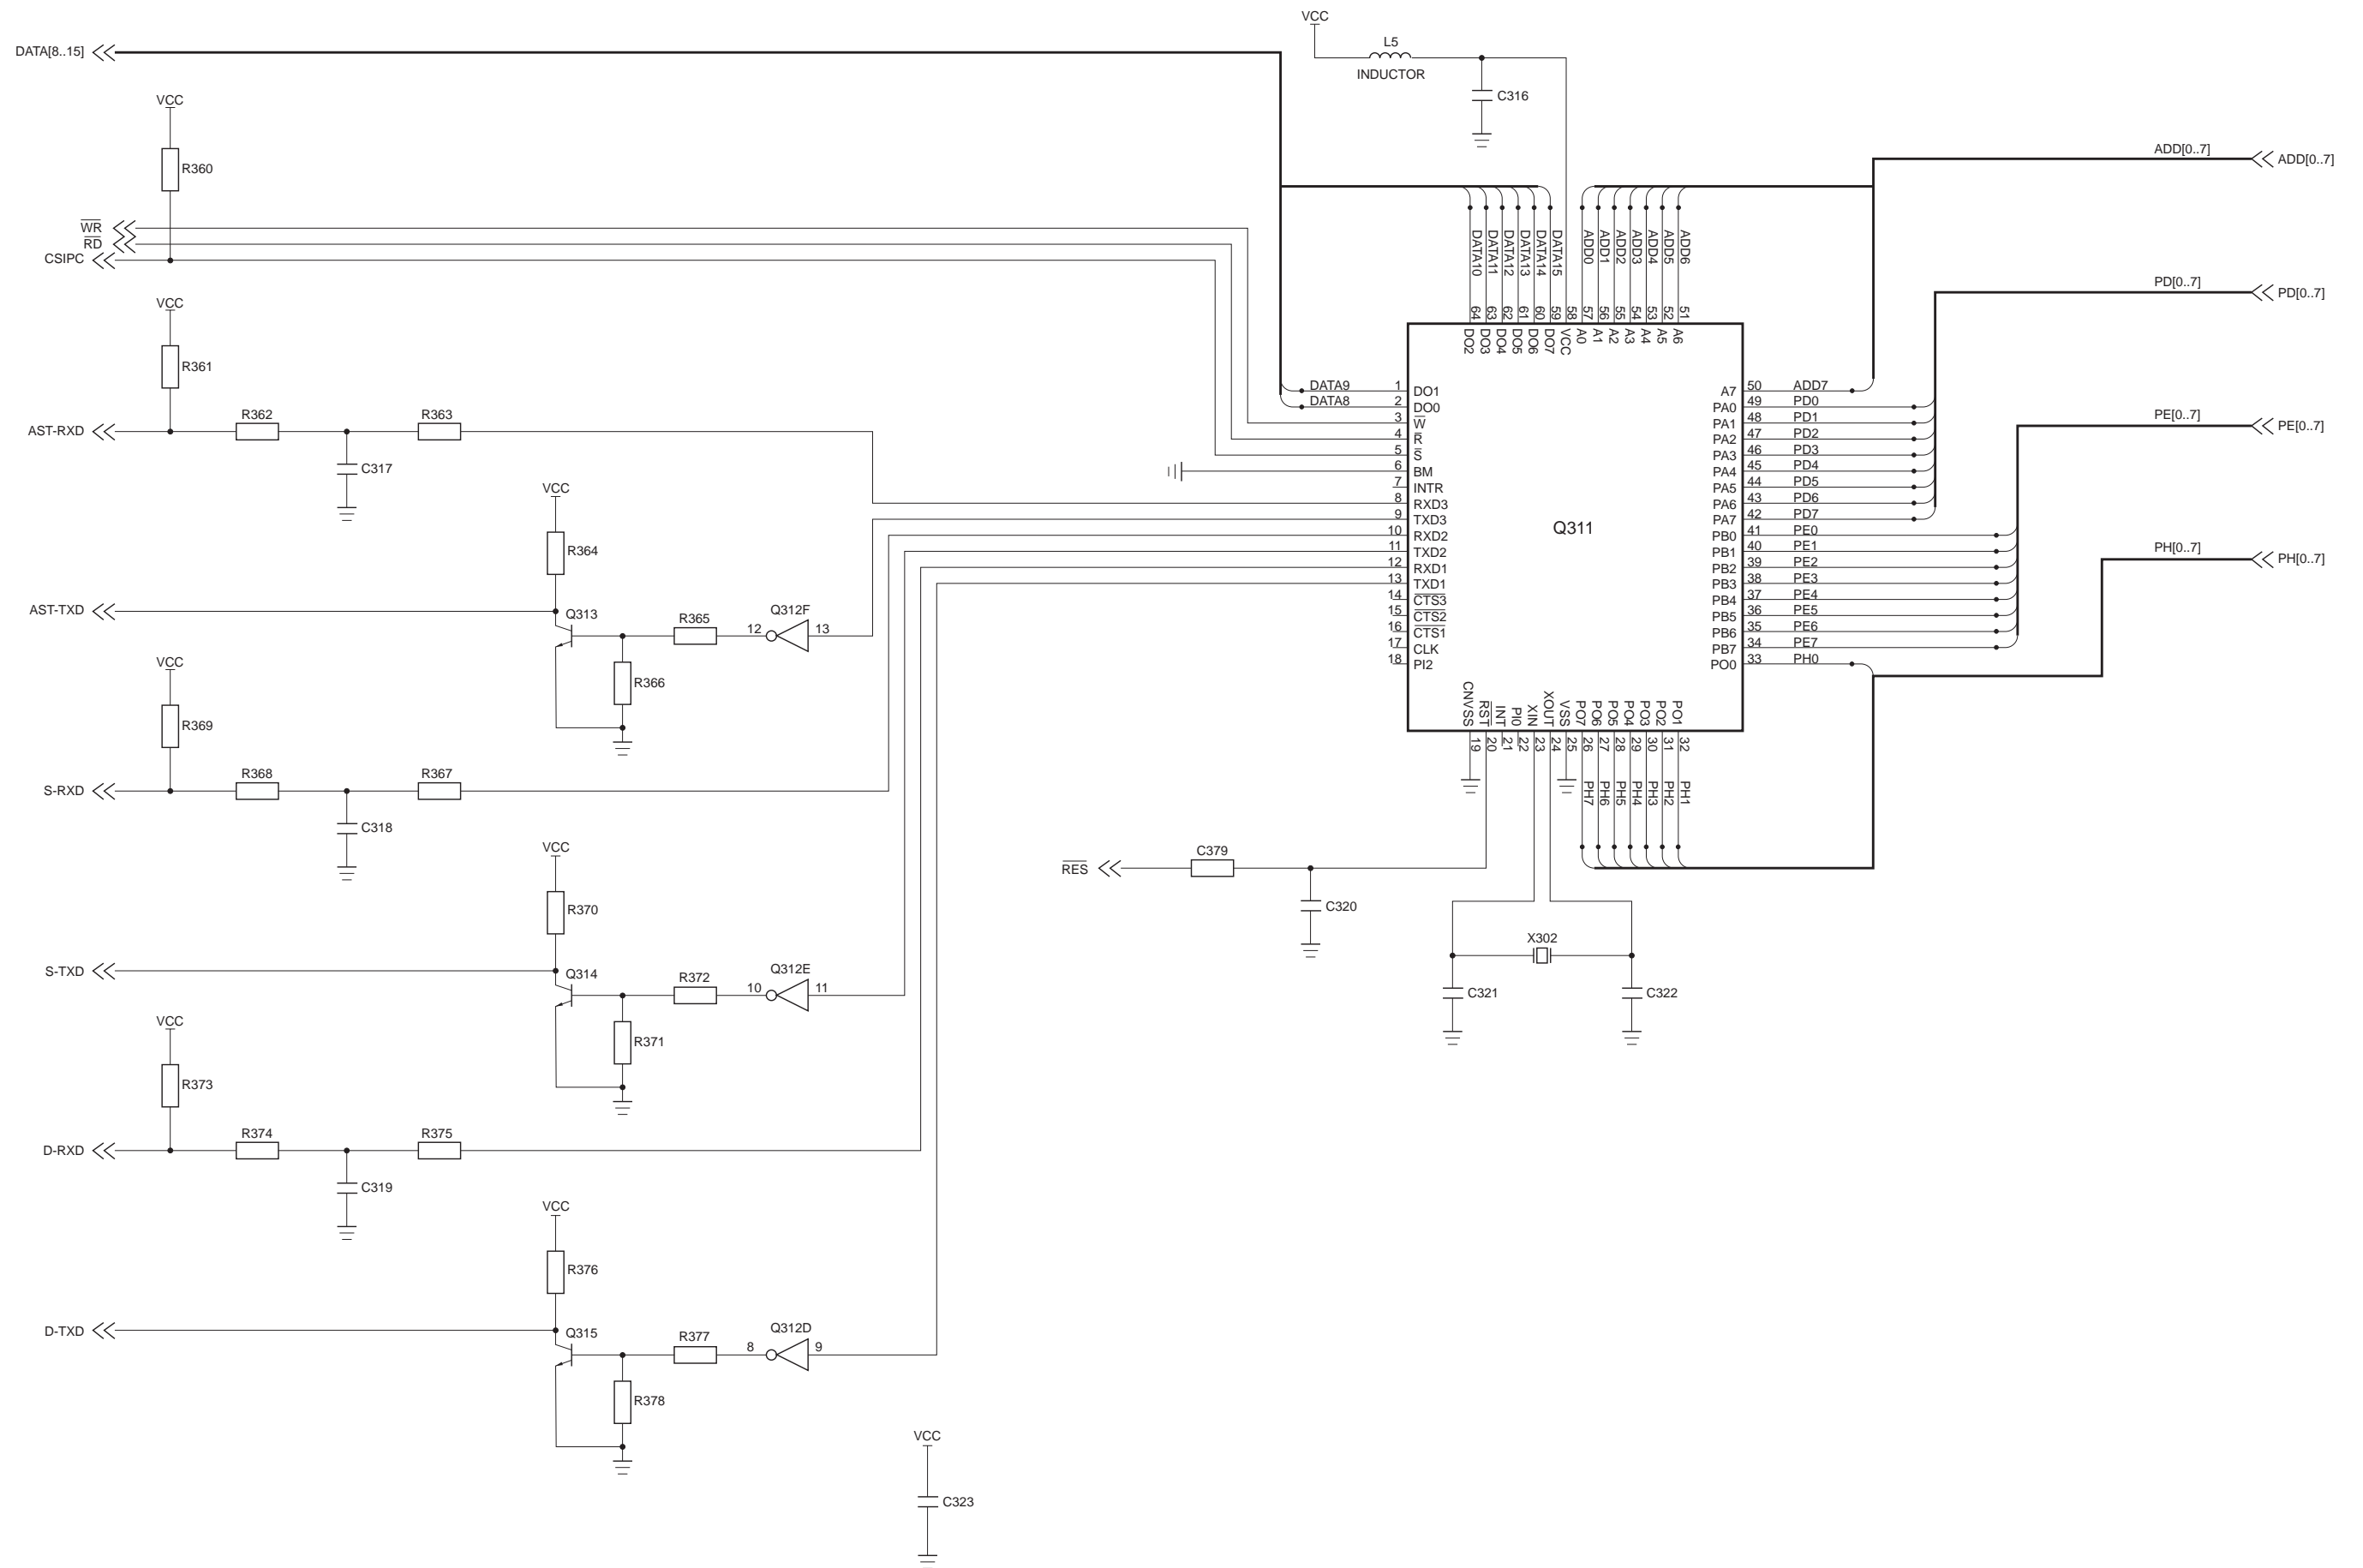 VCC
DATA[8..15]
L5
INDUCTOR
C316
VCC
R360
ADD[0..7]
ADD[0..7]
WR
RD
CSIPC
DATA10
DATA11
DATA12
DATA13
DATA14
DATA15
ADD0
ADD1
ADD2
ADD3
ADD4
ADD5
ADD6
PD[0..7]
PD[0..7]
VCC
R361
64 63 62 61 60 59 58 57 56 55 54 53 52 51
DO2 DO3 DO4 DO5 DO6 DO7 VCC A0 A1 A2 A3 A4 A5 A6
AST-RXD
R362
R363
C317
PE[0..7]
PE[0..7]
DATA9 1 DO1
DATA8 2 DO0
3 W
4 R
5 S
6 BM
7 INTR
8 RXD3
9 TXD3
10 RXD2
11 TXD2
12 RXD1
13 TXD1
14 CTS3
15 CTS2
16 CTS1
17 CLK
18 PI2
Q311
A7 50 ADD7
PA0 49 PD0
PA1 48 PD1
PA2 47 PD2
PA3 46 PD3
PA4 45 PD4
PA5 44 PD5
PA6 43 PD6
PA7 42 PD7
PB0 41 PE0
PB1 40 PE1
PB2 39 PE2
PB3 38 PE3
PB4 37 PE4
PB5 36 PE5
PB6 35 PE6
PB7 34 PE7
PO0 33 PH0
PH[0..7]
PH[0..7]
VCC
R364
AST-TXD
Q313
R365
12
Q312F
13
R366
CNVSS RST INT PI0 XIN XOUT VSS PO7 PO6 PO5 PO4 PO3 PO2 PO1
19 20 21 22 23 24 25 26 27 28 29 30 31 32
PH7 PH6 PH5 PH4 PH3 PH2 PH1
VCC
R369
S-RXD
R368
R367
C318
RES
C379
C320
X302
C321
C322
VCC
R370
S-TXD
Q314
R372
10
Q312E
11
R371
VCC
R373
D-RXD
R374
R375
C319
VCC
R376
D-TXD
Q315
R377
8
Q312D
9
R378
VCC
C323